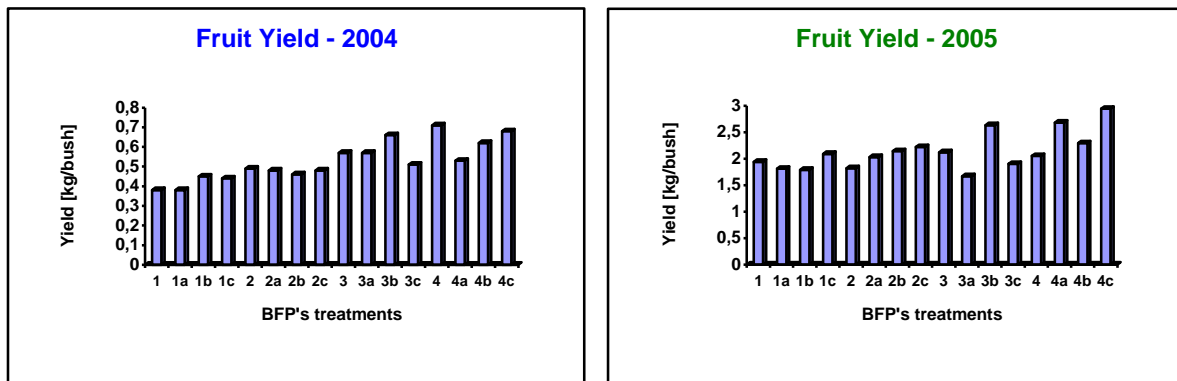 Fruit Yield - 2004
Yield [kg/bush]
0,8
0,7
0,6
0,5
0,4
0,3
0,2
0,1
0
1 1a 1b 1c 2 2a 2b 2c 3 3a 3b 3c 4 4a 4b 4c
BFP's treatments
Fruit Yield - 2005
Yield [kg/bush]
3
2,5
2
1,5
1
0,5
0
1 1a 1b 1c 2 2a 2b 2c 3 3a 3b 3c 4 4a 4b 4c
BFP's treatments